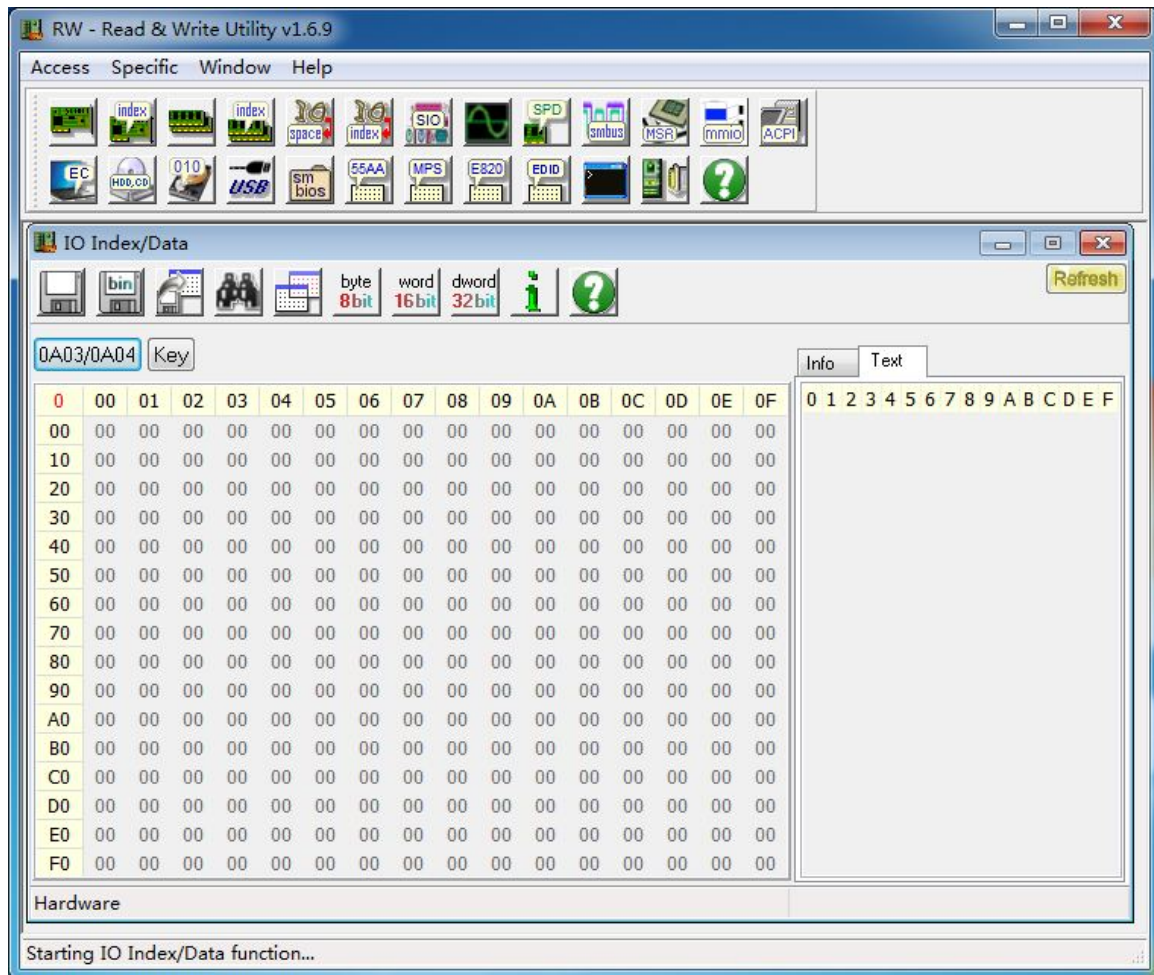 RW - Read & Write Utility v1.6.9
Access Specific Window Help
index index space index SIO SPD smbus MSR mmio ACPI
EC HDD,CD 010 USB sm bios 55AA MPS E820 EDID
IO Index/Data
bin byte 8bit word 16bit dword 32bit Refresh
0A03/0A04 Key Info Text
0 00 01 02 03 04 05 06 07 08 09 0A 0B 0C 0D 0E 0F 0 1 2 3 4 5 6 7 8 9 A B C D E F
00 00 00 00 00 00 00 00 00 00 00 00 00 00 00 00 00
10 00 00 00 00 00 00 00 00 00 00 00 00 00 00 00 00
20 00 00 00 00 00 00 00 00 00 00 00 00 00 00 00 00
30 00 00 00 00 00 00 00 00 00 00 00 00 00 00 00 00
40 00 00 00 00 00 00 00 00 00 00 00 00 00 00 00 00
50 00 00 00 00 00 00 00 00 00 00 00 00 00 00 00 00
60 00 00 00 00 00 00 00 00 00 00 00 00 00 00 00 00
70 00 00 00 00 00 00 00 00 00 00 00 00 00 00 00 00
80 00 00 00 00 00 00 00 00 00 00 00 00 00 00 00 00
90 00 00 00 00 00 00 00 00 00 00 00 00 00 00 00 00
A0 00 00 00 00 00 00 00 00 00 00 00 00 00 00 00 00
B0 00 00 00 00 00 00 00 00 00 00 00 00 00 00 00 00
C0 00 00 00 00 00 00 00 00 00 00 00 00 00 00 00 00
D0 00 00 00 00 00 00 00 00 00 00 00 00 00 00 00 00
E0 00 00 00 00 00 00 00 00 00 00 00 00 00 00 00 00
F0 00 00 00 00 00 00 00 00 00 00 00 00 00 00 00 00
Hardware
Starting IO Index/Data function...